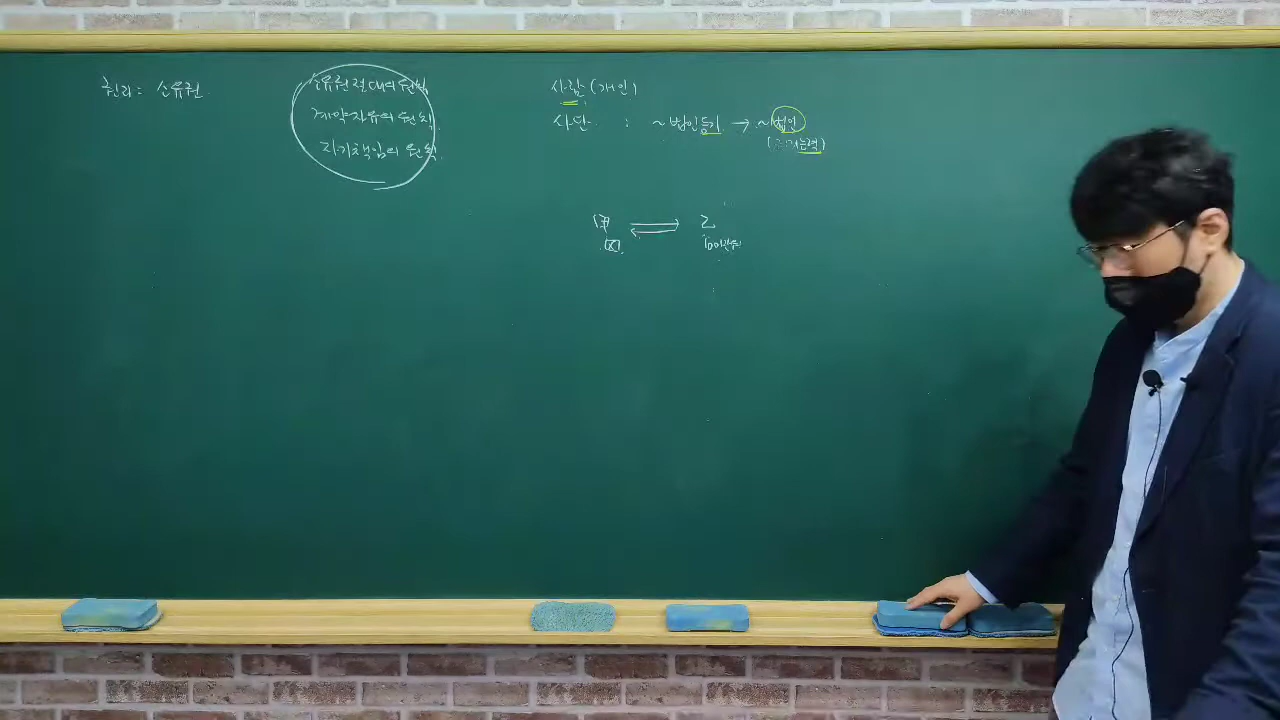 권리 : 소유권
소유권절대의 원칙
계약자유의 원칙
자기책임의 원칙
사람 (개인)
사단 : ~법인등기 → ~법인
甲 ⇄ 乙